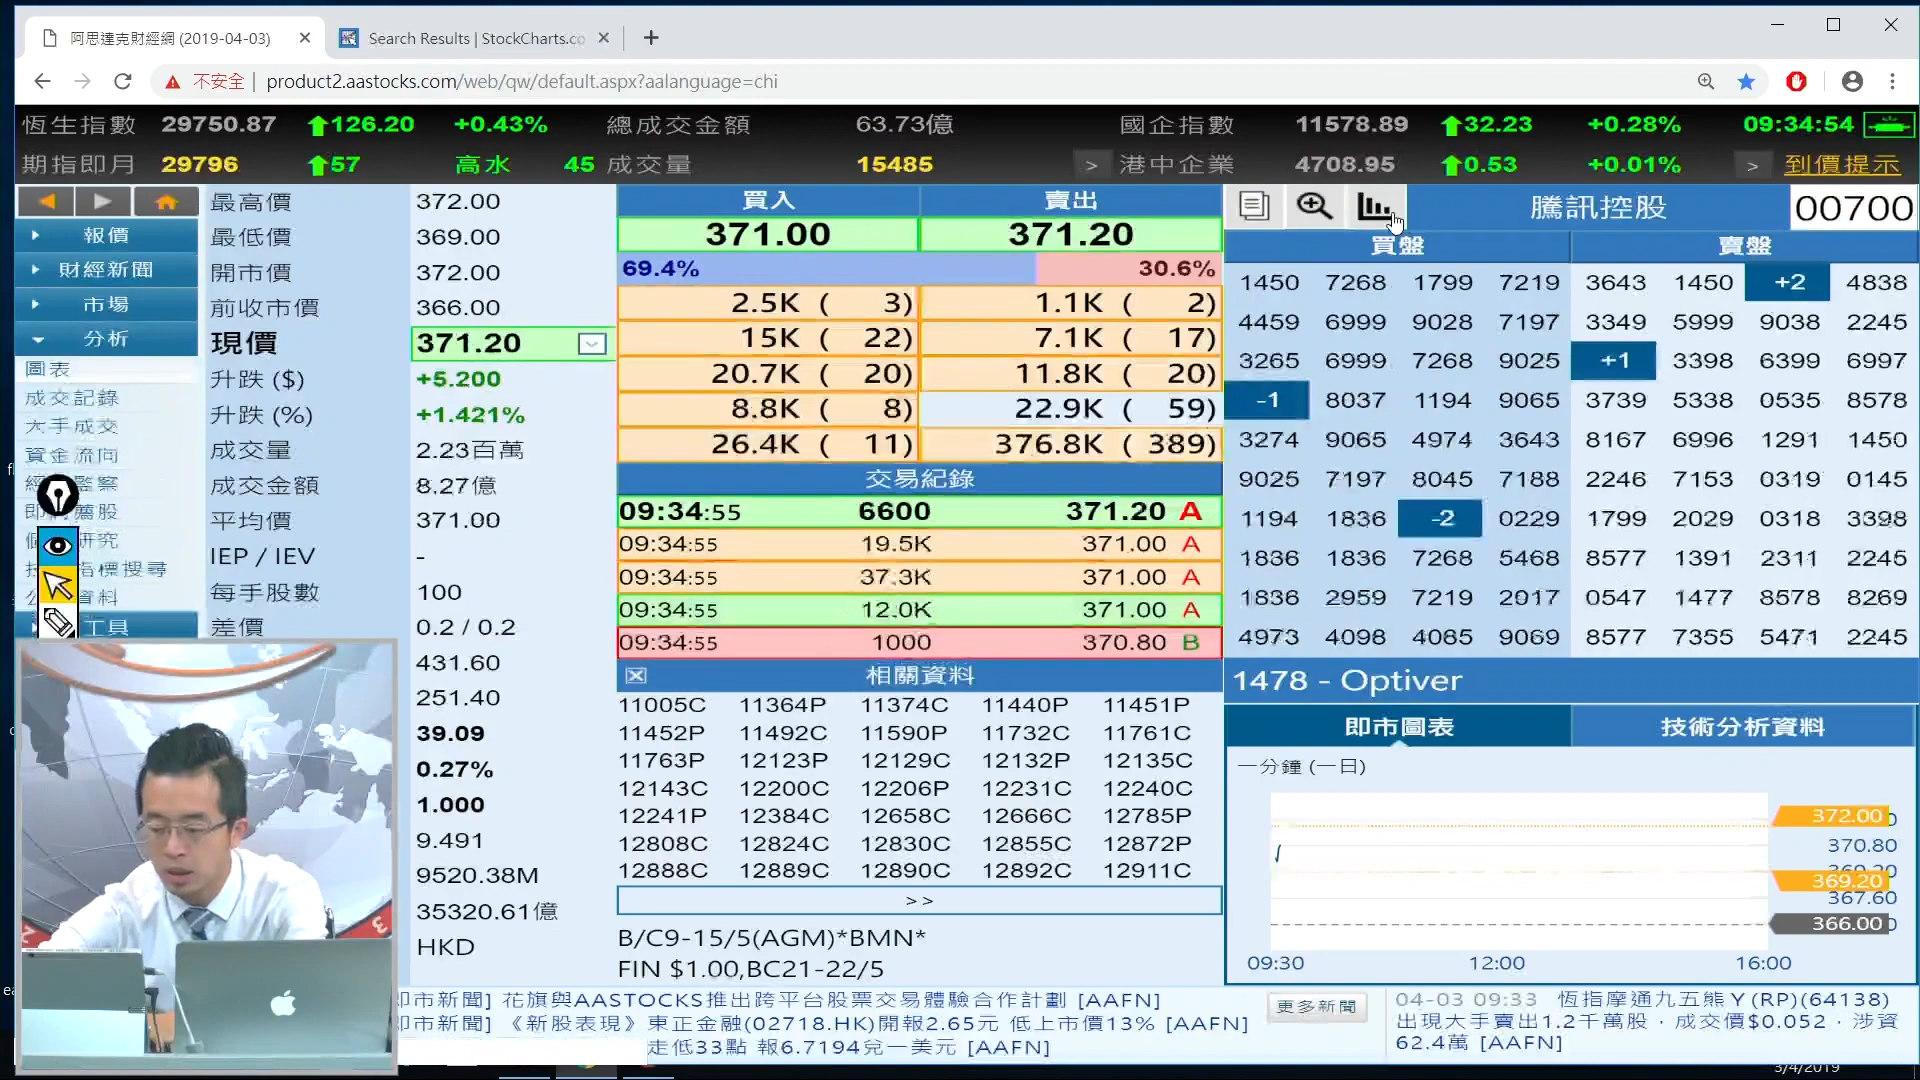 阿思達克財經網 (2019-04-03)
Search Results | StockCharts.co
不安全 | product2.aastocks.com/web/qw/default.aspx?aalanguage=chi
恆生指數 29750.87 126.20 +0.43% 總成交金額 63.73億 國企指數 11578.89 32.23 +0.28% 09:34:54
期指即月 29796 57 高水 45 成交量 15485 > 港中企業 4708.95 0.53 +0.01% > 到價提示
報價
財經新聞
市場
分析
圖表
成交記錄
大手成交
資金流向
監察
薦股
研究
指標搜尋
資料
工具
最高價 372.00
最低價 369.00
開市價 372.00
前收市價 366.00
現價 371.20
升跌 ($) +5.200
升跌 (%) +1.421%
成交量 2.23百萬
成交金額 8.27億
平均價 371.00
IEP / IEV -
每手股數 100
差價 0.2 / 0.2
431.60
251.40
39.09
0.27%
1.000
9.491
9520.38M
35320.61億
HKD
買入 賣出
371.00 371.20
69.4% 30.6%
2.5K ( 3) 1.1K ( 2)
15K ( 22) 7.1K ( 17)
20.7K ( 20) 11.8K ( 20)
8.8K ( 8) 22.9K ( 59)
26.4K ( 11) 376.8K ( 389)
交易紀錄
09:34:55 6600 371.20 A
09:34:55 19.5K 371.00 A
09:34:55 37.3K 371.00 A
09:34:55 12.0K 371.00 A
09:34:55 1000 370.80 B
相關資料
11005C 11364P 11374C 11440P 11451P
11452P 11492C 11590P 11732C 11761C
11763P 12123P 12129C 12132P 12135C
12143C 12200C 12206P 12231C 12240C
12241P 12384C 12658C 12666C 12785P
12808C 12824C 12830C 12855C 12872P
12888C 12889C 12890C 12892C 12911C
>>
B/C9-15/5(AGM)*BMN*
FIN $1.00,BC21-22/5
騰訊控股 00700
買盤 賣盤
1450 7268 1799 7219 3643 1450 +2 4838
4459 6999 9028 7197 3349 5999 9038 2245
3265 6999 7268 9025 +1 3398 6399 6997
-1 8037 1194 9065 3739 5338 0535 8578
3274 9065 4974 3643 8167 6996 1291 1450
9025 7197 8045 7188 2246 7153 0319 0145
1194 1836 -2 0229 1799 2029 0318 3398
1836 1836 7268 5468 8577 1391 2311 2245
1836 2959 7219 2017 0547 1477 8578 8269
4973 4098 4085 9069 8577 7355 5471 2245
1478 - Optiver
即市圖表 技術分析資料
一分鐘 (一日)
372.00
370.80
369.20
367.60
366.00
09:30 12:00 16:00
即市新聞] 花旗與AASTOCKS推出跨平台股票交易體驗合作計劃 [AAFN]
即市新聞] 《新股表現》東正金融(02718.HK)開報2.65元 低上市價13% [AAFN]
走低33點 報6.7194兌一美元 [AAFN]
更多新聞
04-03 09:33 恆指摩通九五熊Y(RP)(64138)
出現大手賣出1.2千萬股，成交價$0.052，涉資
62.4萬 [AAFN]
3/4/2019